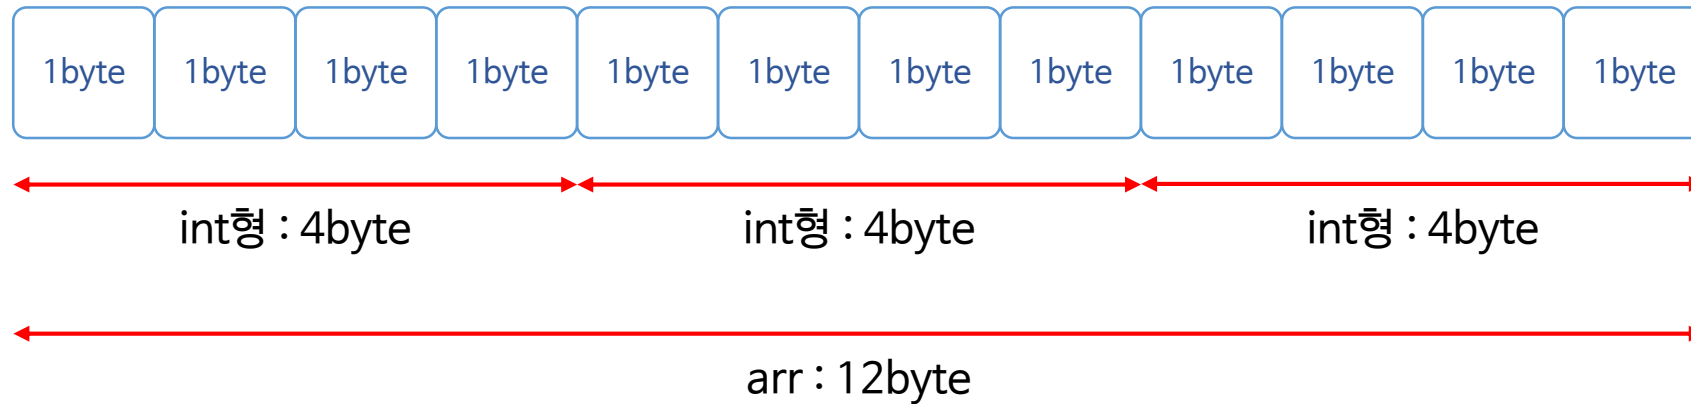 1byte 1byte 1byte 1byte 1byte 1byte 1byte 1byte 1byte 1byte 1byte 1byte
int형 : 4byte int형 : 4byte int형 : 4byte
arr : 12byte